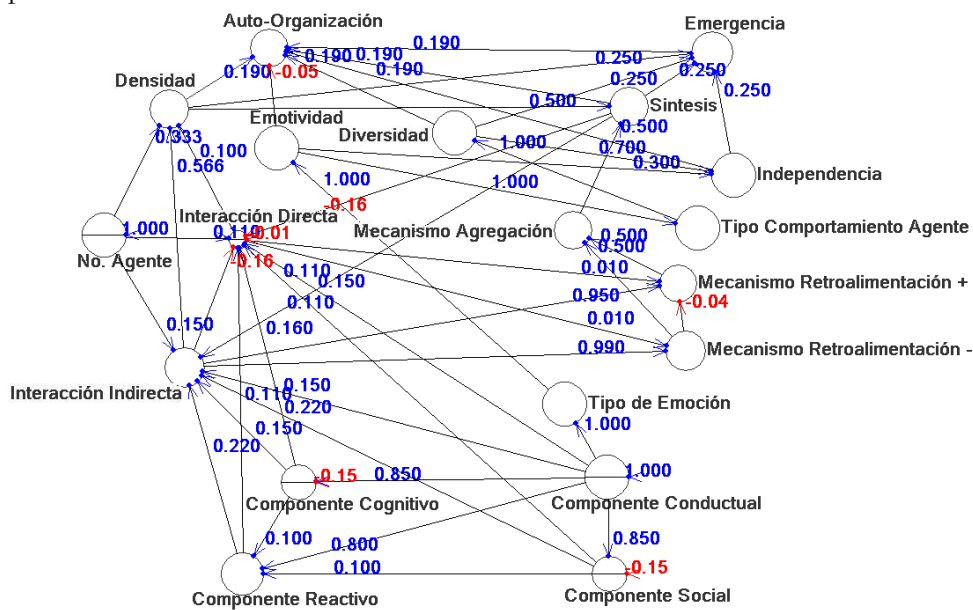 Auto-Organización
Emergencia
0.190
0.190
0.190
0.190
0.190
-0.05
0.250
0.250
0.250
0.250
Densidad
0.500
Síntesis
Emotividad
Diversidad
0.500
0.333
0.100
0.566
1.000
0.700
0.300
Independencia
1.000
1.000
-0.16
Interacción Directa
Mecanismo Agregación
Tipo Comportamiento Agente
1.000
0.110
-0.01
-0.16
No. Agente
0.500
0.500
0.110
0.150
0.010
Mecanismo Retroalimentación +
0.950
0.110
-0.04
0.150
0.160
0.010
0.990
Mecanismo Retroalimentación -
Interacción Indirecta
0.150
0.110
0.220
Tipo de Emoción
1.000
0.150
0.220
-0.15
0.850
1.000
Componente Cognitivo
Componente Conductual
0.100
0.800
0.850
0.100
-0.15
Componente Reactivo
Componente Social